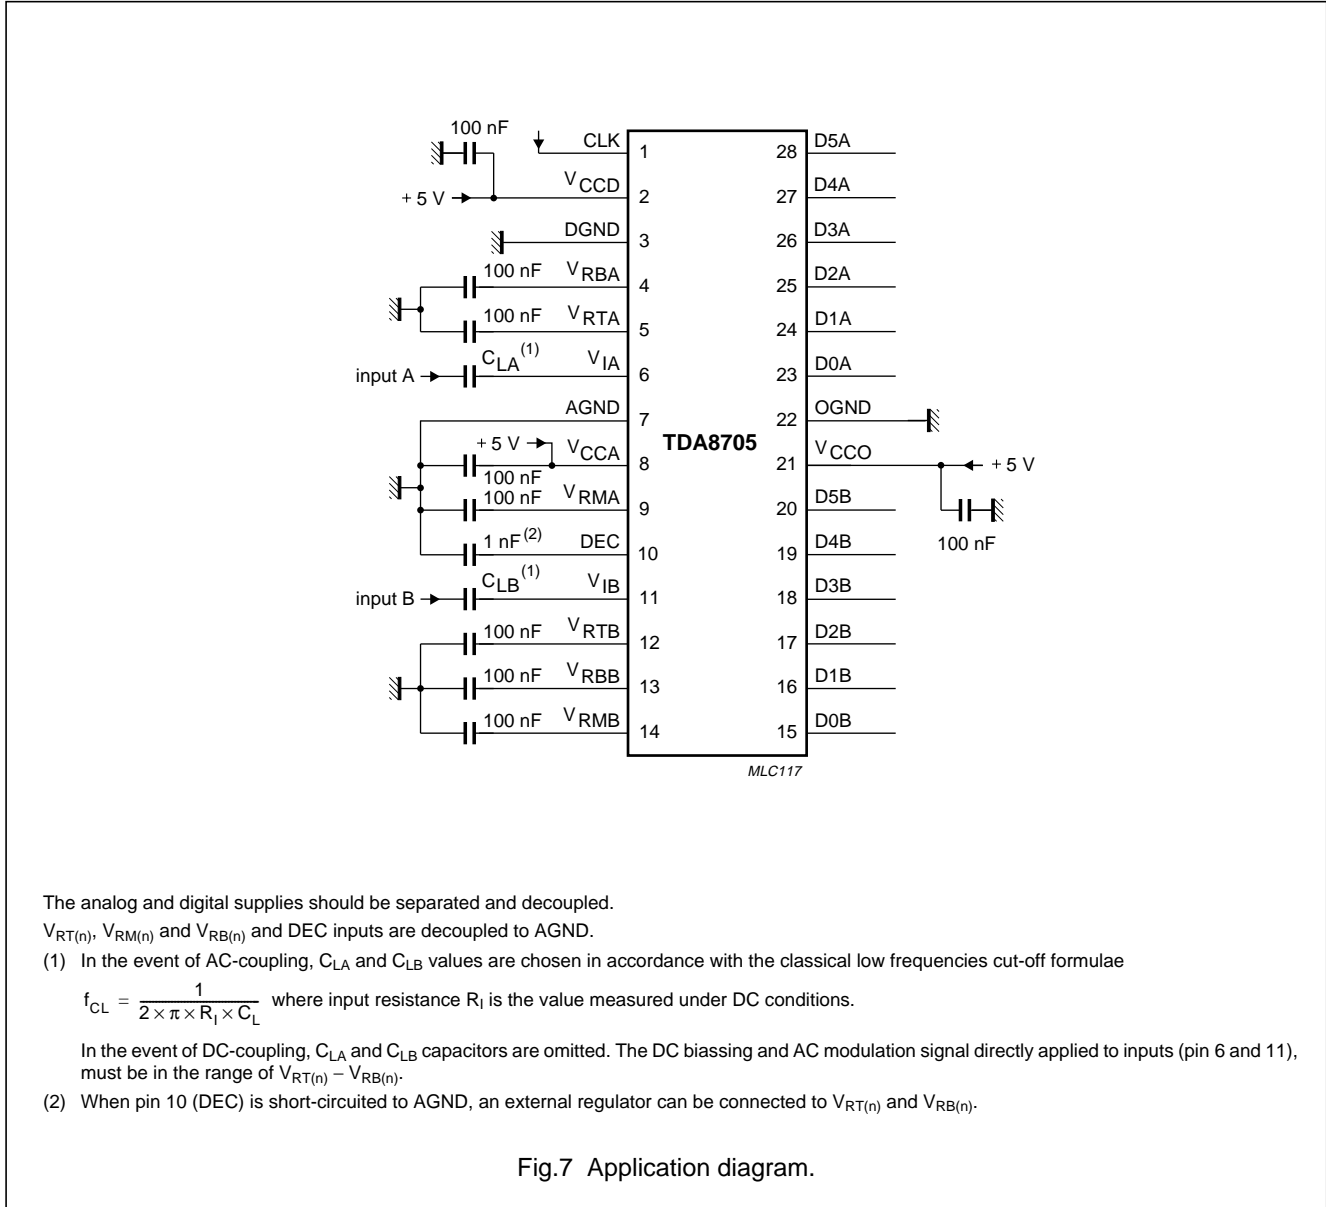 100 nF
CLK 1 28 D5A
+ 5 V VCCD 2 27 D4A
DGND 3 26 D3A
100 nF VRBA 4 25 D2A
100 nF VRTA 5 24 D1A
input A CLA(1) VIA 6 23 D0A
AGND 7 22 OGND
TDA8705
+ 5 V VCCA 8 21 VCCO + 5 V
100 nF
100 nF VRMA 9 20 D5B
1 nF(2) DEC 10 19 D4B
100 nF
input B CLB(1) VIB 11 18 D3B
100 nF VRTB 12 17 D2B
100 nF VRBB 13 16 D1B
100 nF VRMB 14 15 D0B
MLC117
The analog and digital supplies should be separated and decoupled.
VRT(n), VRM(n) and VRB(n) and DEC inputs are decoupled to AGND.
(1) In the event of AC-coupling, CLA and CLB values are chosen in accordance with the classical low frequencies cut-off formulae
fCL = 1 / 2 × π × RI × CL where input resistance RI is the value measured under DC conditions.
In the event of DC-coupling, CLA and CLB capacitors are omitted. The DC biassing and AC modulation signal directly applied to inputs (pin 6 and 11),
must be in the range of VRT(n) − VRB(n).
(2) When pin 10 (DEC) is short-circuited to AGND, an external regulator can be connected to VRT(n) and VRB(n).
Fig.7 Application diagram.